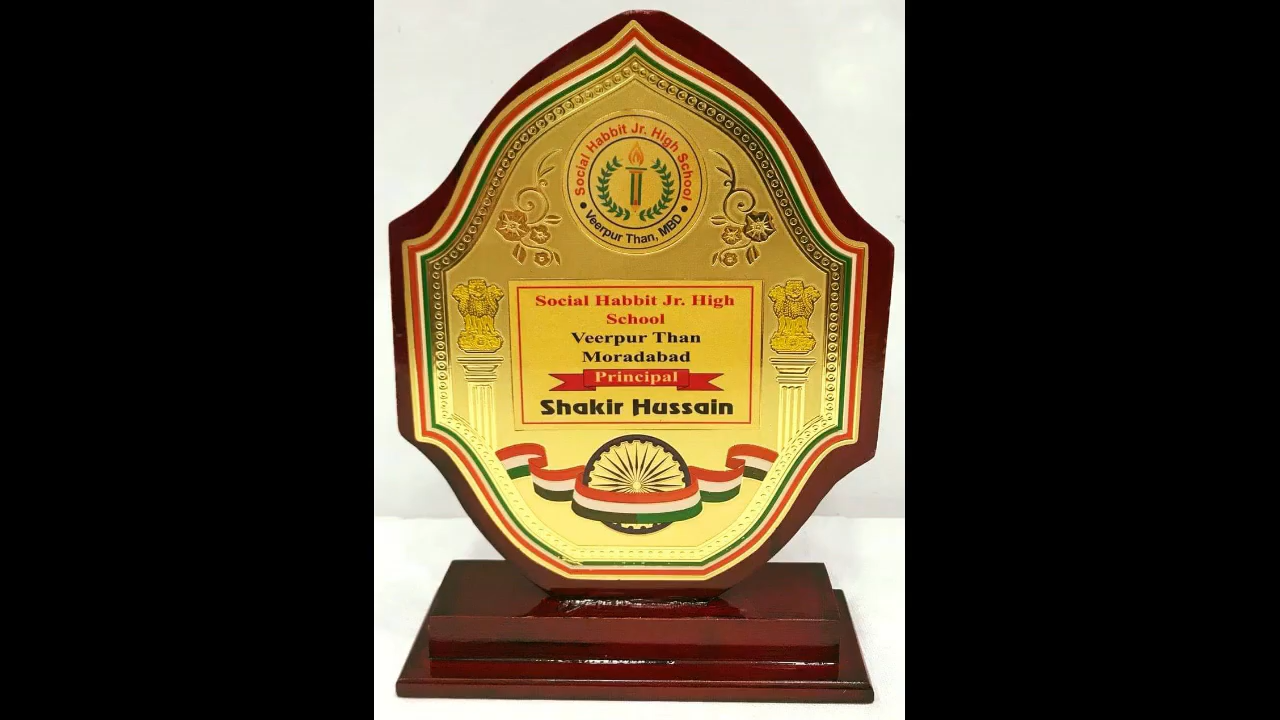 Social Habbit Jr. High School
Veerpur Than, MBD
Social Habbit Jr. High
School
Veerpur Than
Moradabad
Principal
Shakir Hussain